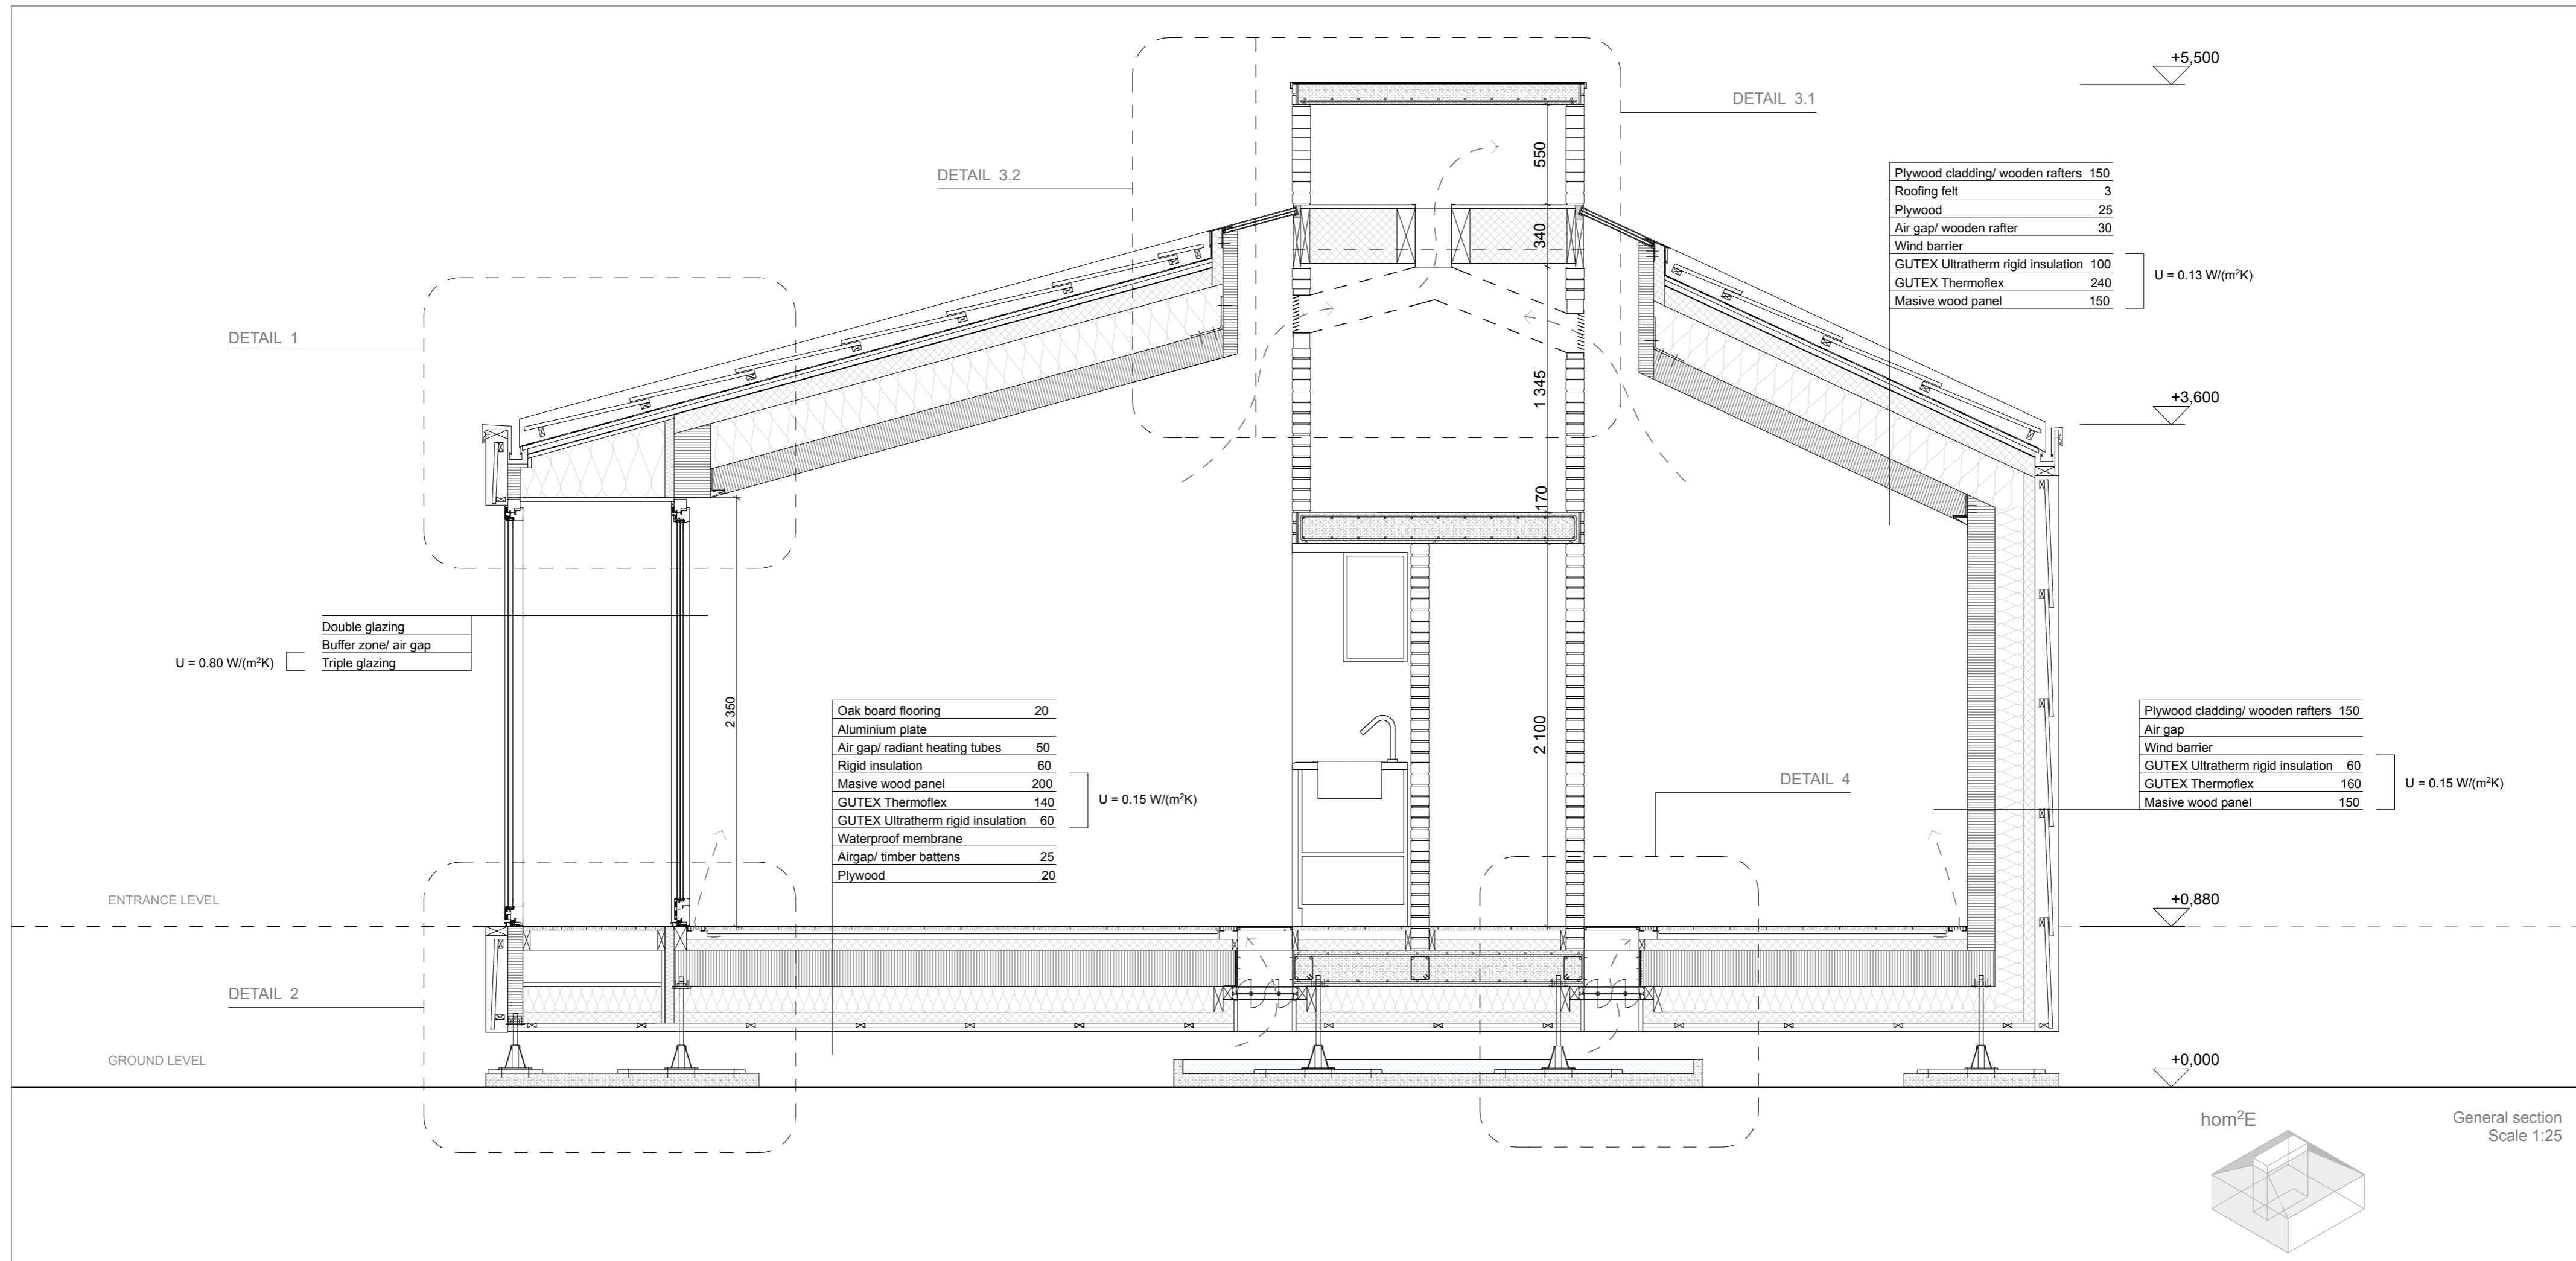 +5,500
DETAIL 3.1
DETAIL 3.2
550
340
1 345
170
2 100
Plywood cladding/ wooden rafters 150
Roofing felt 3
Plywood 25
Air gap/ wooden rafter 30
Wind barrier
GUTEX Ultratherm rigid insulation 100
GUTEX Thermoflex 240
Masive wood panel 150
U = 0.13 W/(m²K)
DETAIL 1
+3,600
Double glazing
Buffer zone/ air gap
Triple glazing
U = 0.80 W/(m²K)
2 350
Oak board flooring 20
Aluminium plate
Air gap/ radiant heating tubes 50
Rigid insulation 60
Masive wood panel 200
GUTEX Thermoflex 140
GUTEX Ultratherm rigid insulation 60
Waterproof membrane
Airgap/ timber battens 25
Plywood 20
U = 0.15 W/(m²K)
DETAIL 4
Plywood cladding/ wooden rafters 150
Air gap
Wind barrier
GUTEX Ultratherm rigid insulation 60
GUTEX Thermoflex 160
Masive wood panel 150
U = 0.15 W/(m²K)
ENTRANCE LEVEL
+0,880
DETAIL 2
GROUND LEVEL
+0,000
hom²E
General section
Scale 1:25